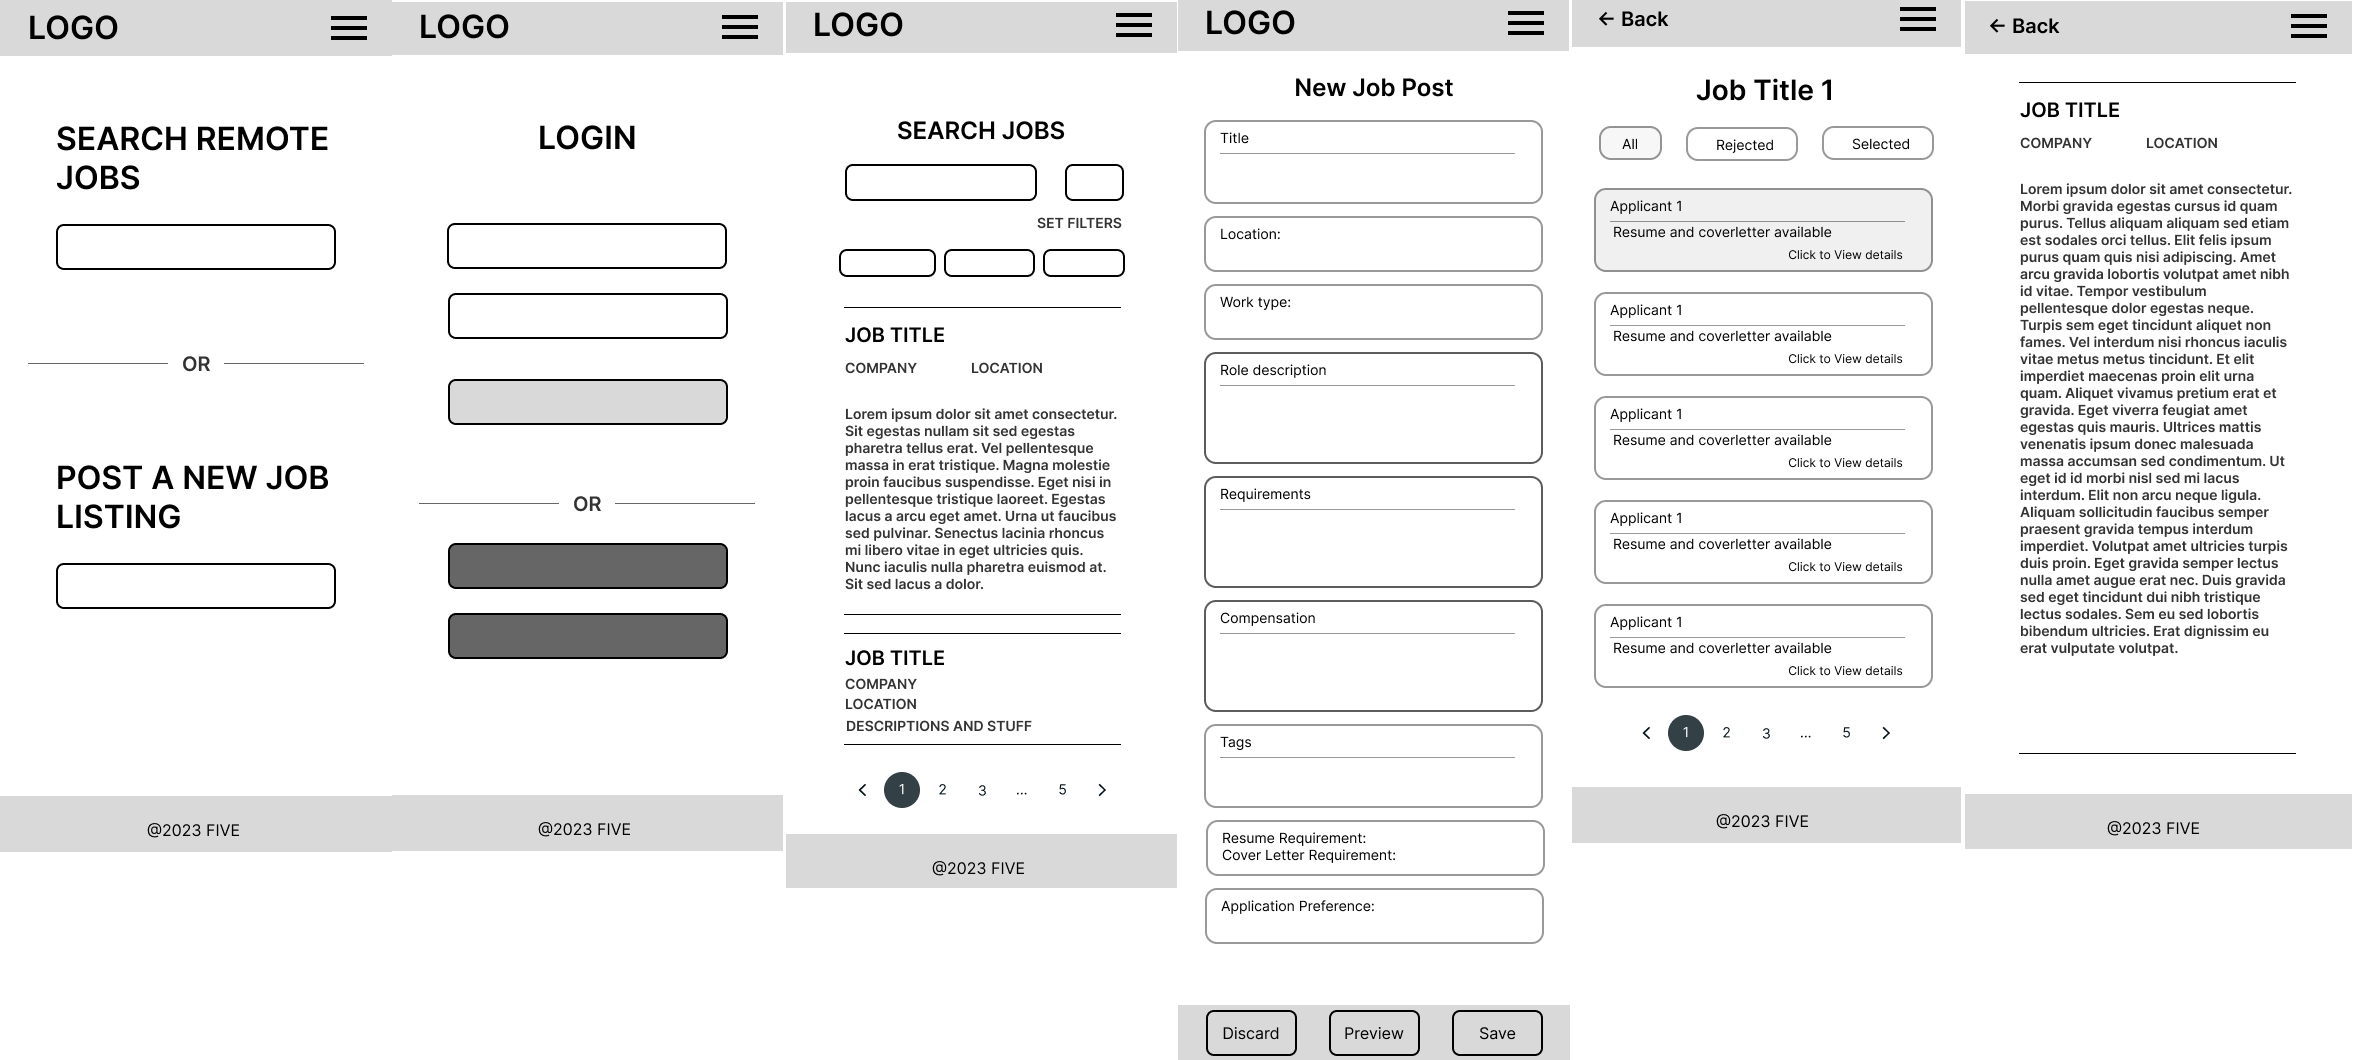 LOGO
SEARCH REMOTE
JOBS
OR
POST A NEW JOB
LISTING
@2023 FIVE
LOGO
LOGIN
OR
@2023 FIVE
LOGO
SEARCH JOBS
SET FILTERS
JOB TITLE
COMPANY LOCATION
Lorem ipsum dolor sit amet consectetur.
Sit egestas nullam sit sed egestas
pharetra tellus erat. Vel pellentesque
massa in erat tristique. Magna molestie
proin faucibus suspendisse. Eget nisi in
pellentesque tristique laoreet. Egestas
lacus a arcu eget amet. Urna ut faucibus
sed pulvinar. Senectus lacinia rhoncus
mi libero vitae in eget ultricies quis.
Nunc iaculis nulla pharetra euismod at.
Sit sed lacus a dolor.
JOB TITLE
COMPANY
LOCATION
DESCRIPTIONS AND STUFF
1 2 3 ... 5
@2023 FIVE
LOGO
New Job Post
Title
Location:
Work type:
Role description
Requirements
Compensation
Tags
Resume Requirement:
Cover Letter Requirement:
Application Preference:
Discard Preview Save
← Back
Job Title 1
All Rejected Selected
Applicant 1
Resume and coverletter available
Click to View details
Applicant 1
Resume and coverletter available
Click to View details
Applicant 1
Resume and coverletter available
Click to View details
Applicant 1
Resume and coverletter available
Click to View details
Applicant 1
Resume and coverletter available
Click to View details
1 2 3 ... 5
@2023 FIVE
← Back
JOB TITLE
COMPANY LOCATION
Lorem ipsum dolor sit amet consectetur.
Morbi gravida egestas cursus id quam
purus. Tellus aliquam aliquam sed etiam
est sodales orci tellus. Elit felis ipsum
purus quam quis nisi adipiscing. Amet
arcu gravida lobortis volutpat amet nibh
id vitae. Tempor vestibulum
pellentesque dolor egestas neque.
Turpis sem eget tincidunt aliquet non
fames. Vel interdum nisi rhoncus iaculis
vitae metus metus tincidunt. Et elit
imperdiet maecenas proin elit urna
quam. Aliquet vivamus pretium erat et
gravida. Eget viverra feugiat amet
egestas quis mauris. Ultrices mattis
venenatis ipsum donec malesuada
massa accumsan sed condimentum. Ut
eget id id morbi nisl sed mi lacus
interdum. Elit non arcu neque ligula.
Aliquam sollicitudin faucibus semper
praesent gravida tempus interdum
imperdiet. Volutpat amet ultricies turpis
duis proin. Eget gravida semper lectus
nulla amet augue erat nec. Duis gravida
sed eget tincidunt dui nibh tristique
lectus sodales. Sem eu sed lobortis
bibendum ultricies. Erat dignissim eu
erat vulputate volutpat.
@2023 FIVE